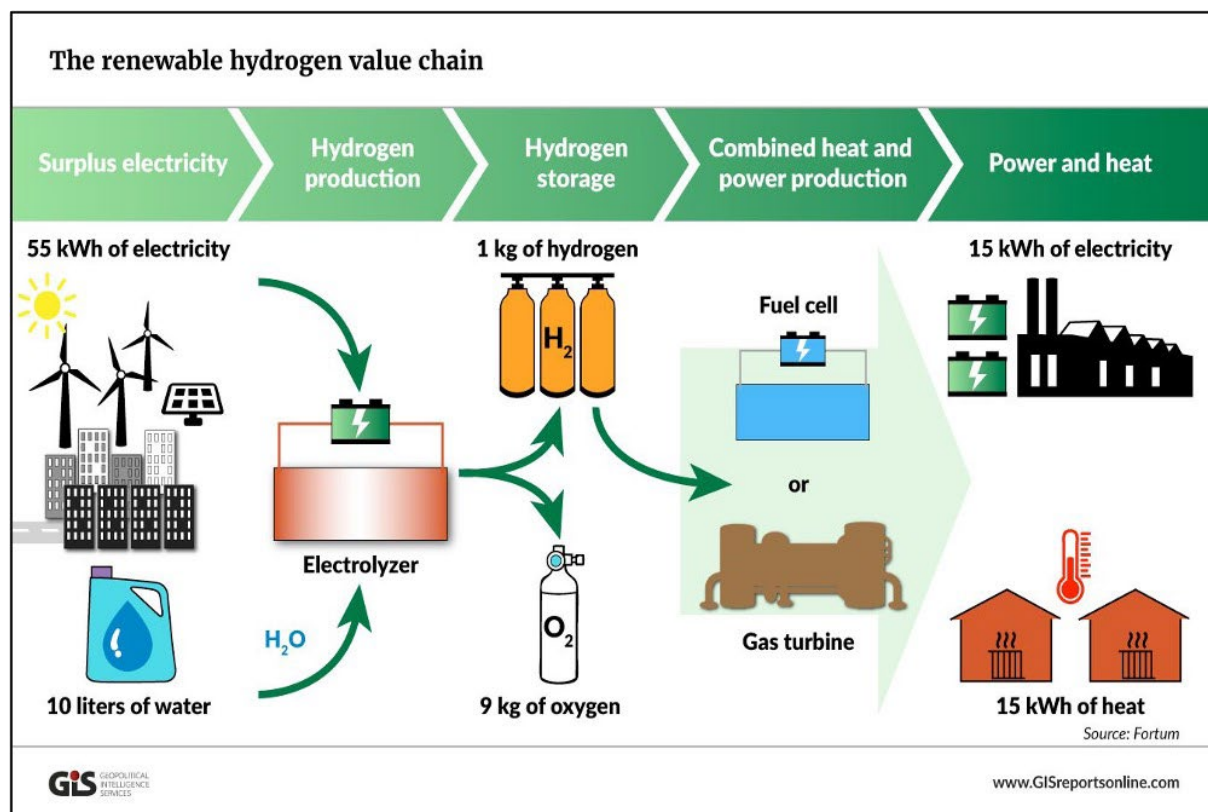 The renewable hydrogen value chain
Surplus electricity
Hydrogen
production
Hydrogen
storage
Combined heat and
power production
Power and heat
55 kWh of electricity
1 kg of hydrogen
15 kWh of electricity
H2
Fuel cell
or
Electrolyzer
H2O
O2
Gas turbine
10 liters of water
9 kg of oxygen
15 kWh of heat
Source: Fortum
GIS
GEOPOLITICAL
INTELLIGENCE
SERVICES
www.GISreportsonline.com